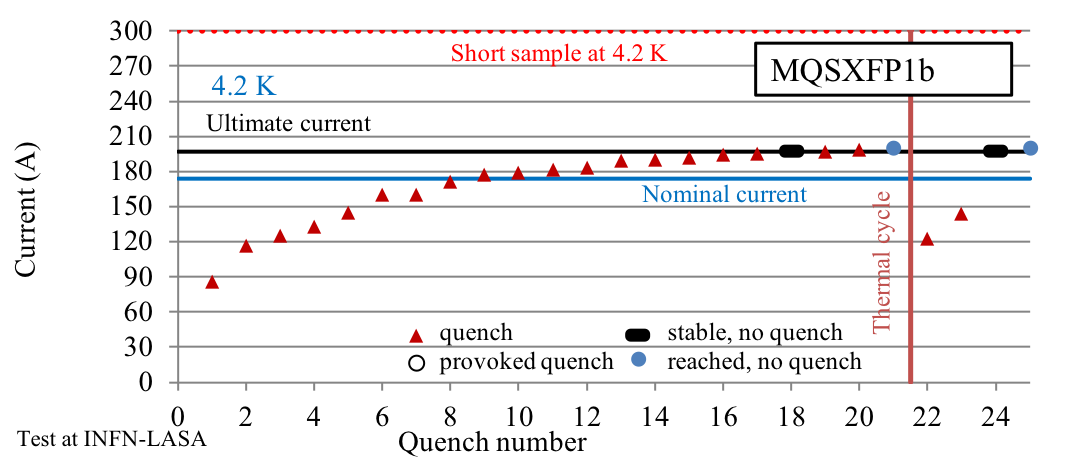 300
270
240
210
180
150
120
90
60
30
0
Current (A)
Short sample at 4.2 K
MQSXFP1b
4.2 K
Ultimate current
Nominal current
Thermal cycle
quench
stable, no quench
provoked quench
reached, no quench
0 2 4 6 8 10 12 14 16 18 20 22 24
Test at INFN-LASA
Quench number